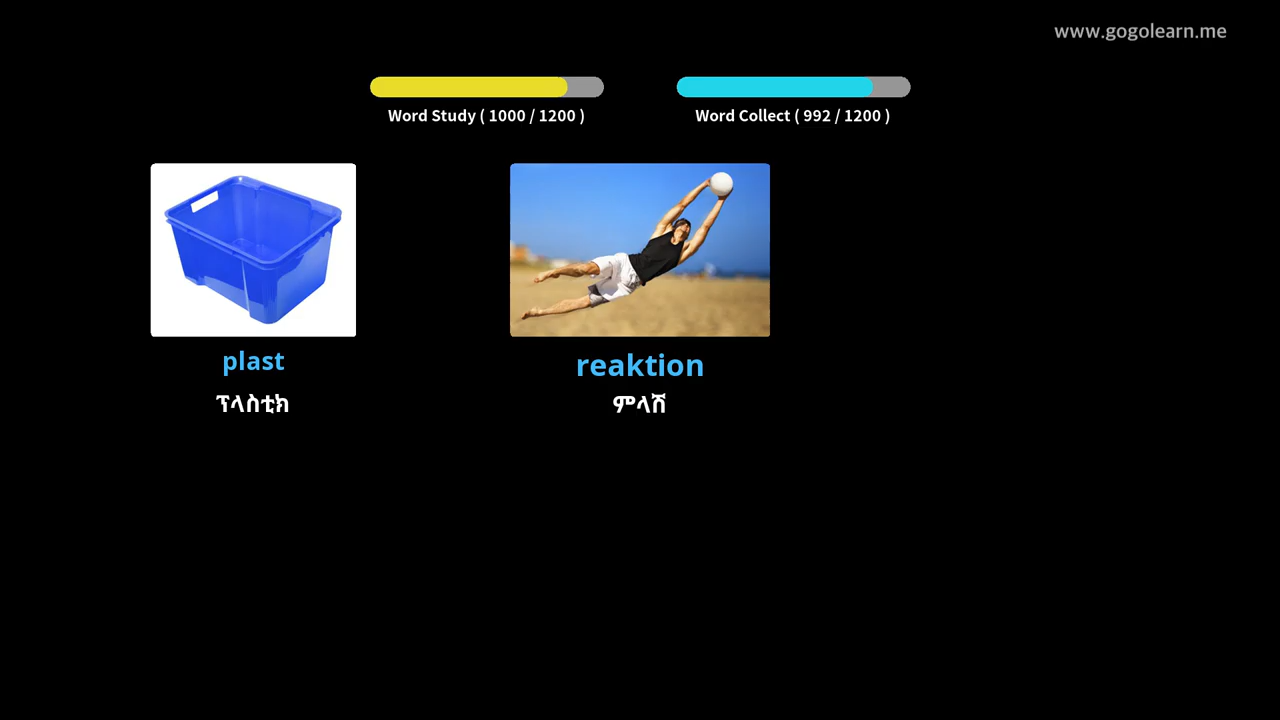 www.gogolearn.me
Word Study ( 1000 / 1200 )
Word Collect ( 992 / 1200 )
plast
ፕላስቲክ
reaktion
ምላሽ